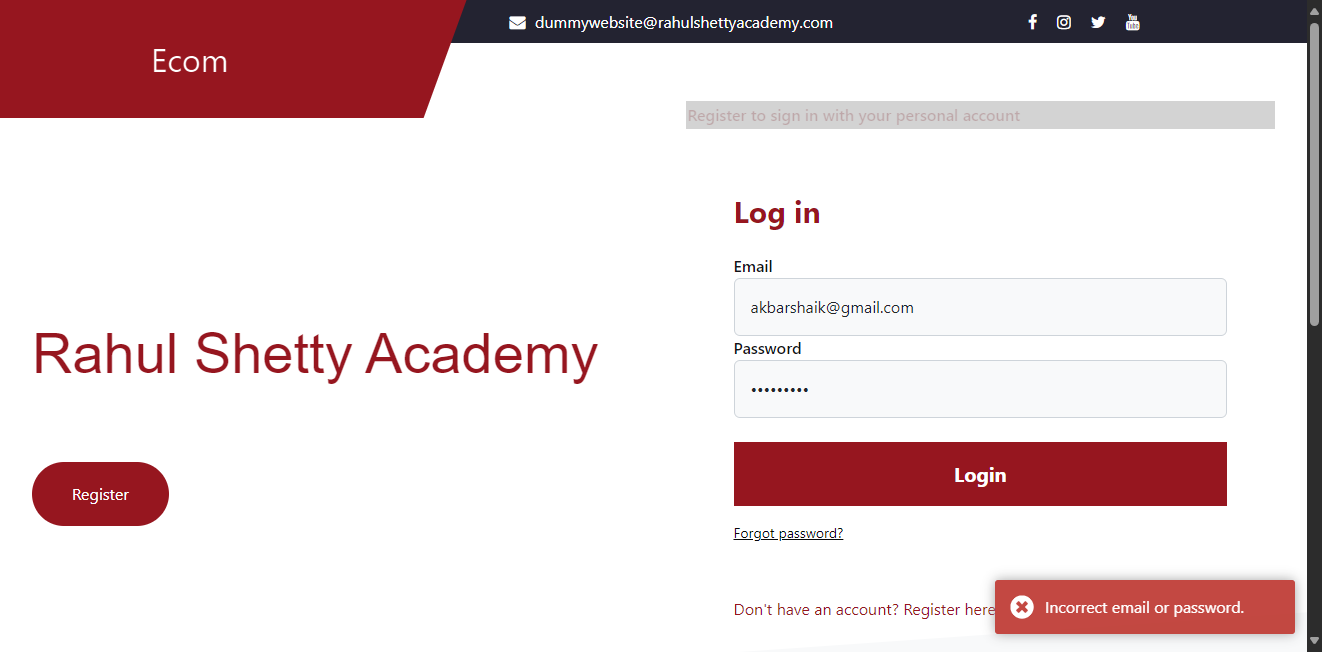 dummywebsite@rahulshettyacademy.com
Ecom
Register to sign in with your personal account
Log in
Email
akbarshaik@gmail.com
Password
•••••••••
Rahul Shetty Academy
Login
Register
Forgot password?
Don't have an account? Register here
Incorrect email or password.